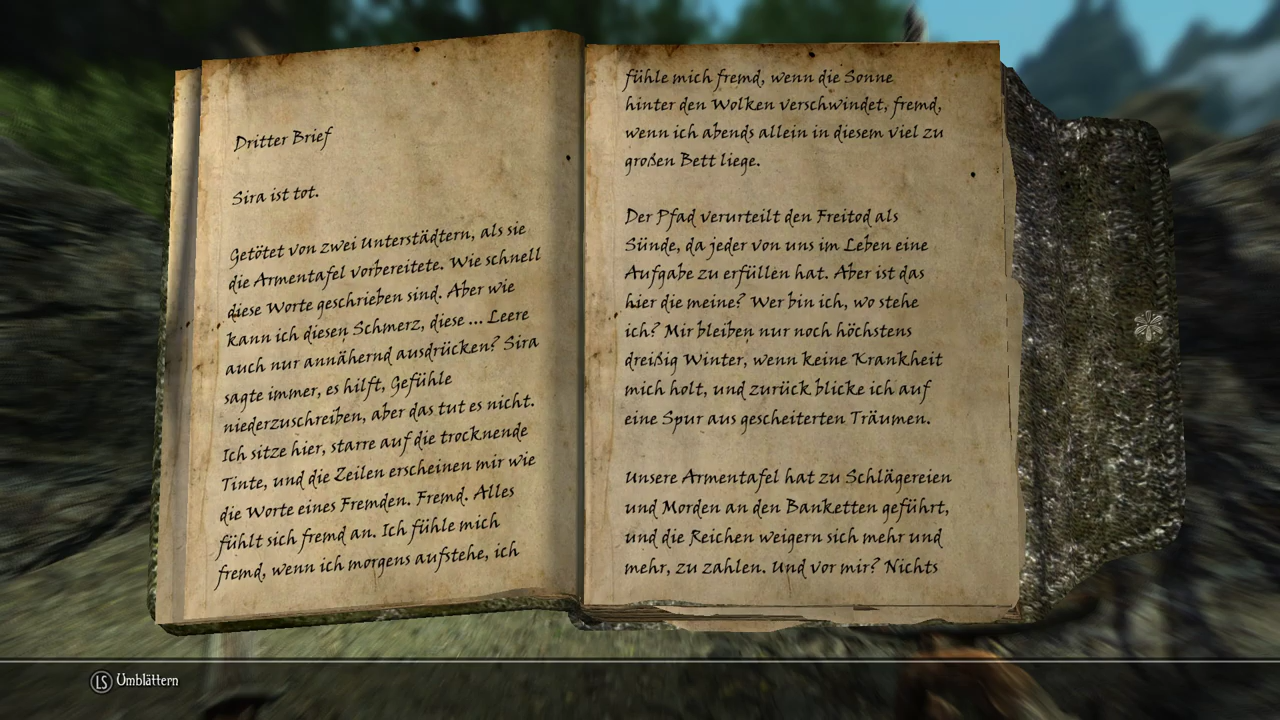 Dritter Brief
Sira ist tot.
Getötet von zwei Unterstädtern, als sie
die Armentafel vorbereitete. Wie schnell
diese Worte geschrieben sind. Aber wie
kann ich diesen Schmerz, diese ... Leere
auch nur annähernd ausdrücken? Sira
sagte immer, es hilft, Gefühle
niederzuschreiben, aber das tut es nicht.
Ich sitze hier, starre auf die trocknende
Tinte, und die Zeilen erscheinen mir wie
die Worte eines Fremden. Fremd. Alles
fühlt sich fremd an. Ich fühle mich
fremd, wenn ich morgens aufstehe, ich
fühle mich fremd, wenn die Sonne
hinter den Wolken verschwindet, fremd,
wenn ich abends allein in diesem viel zu
großen Bett liege.
Der Pfad verurteilt den Freitod als
Sünde, da jeder von uns im Leben eine
Aufgabe zu erfüllen hat. Aber ist das
hier die meine? Wer bin ich, wo stehe
ich? Mir bleiben nur noch höchstens
dreißig Winter, wenn keine Krankheit
mich holt, und zurück blicke ich auf
eine Spur aus gescheiterten Träumen.
Unsere Armentafel hat zu Schlägereien
und Morden an den Banketten geführt,
und die Reichen weigern sich mehr und
mehr, zu zahlen. Und vor mir? Nichts
LS Umblättern